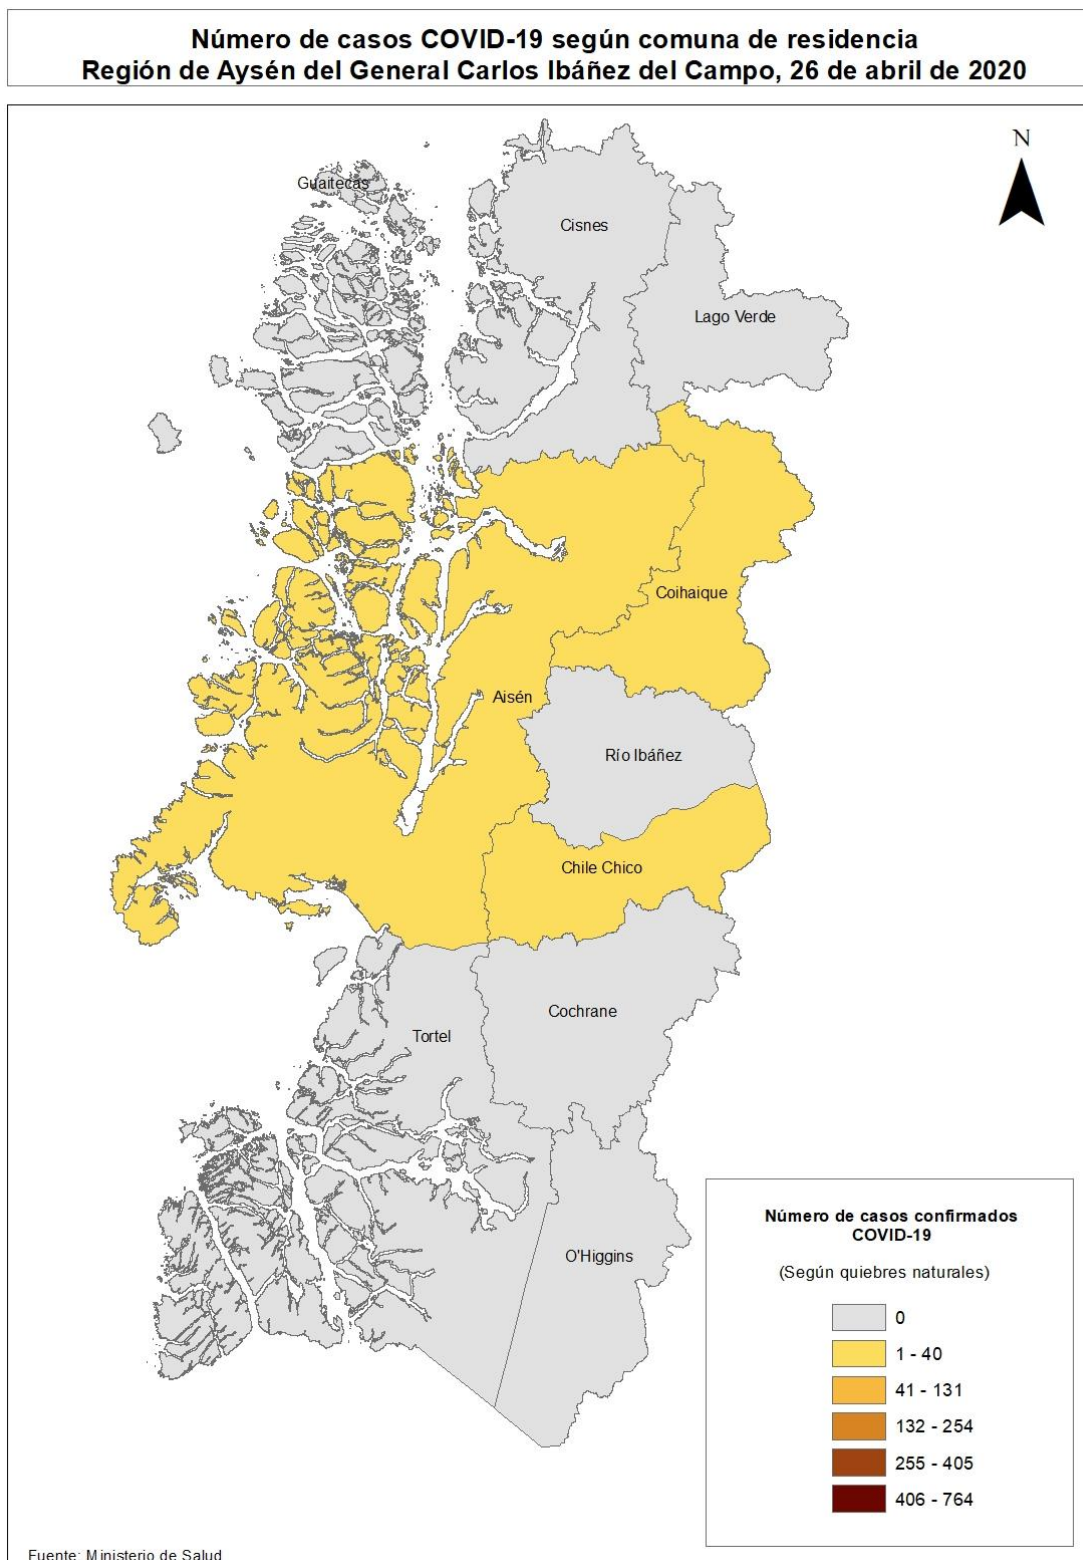 Número de casos COVID-19 según comuna de residencia
Región de Aysén del General Carlos Ibáñez del Campo, 26 de abril de 2020
N
Guaitecas
Cisnes
Lago Verde
Coihaique
Aisén
Río Ibáñez
Chile Chico
Cochrane
Tortel
O'Higgins
Número de casos confirmados
COVID-19
(Según quiebres naturales)
0
1 - 40
41 - 131
132 - 254
255 - 405
406 - 764
Fuente: Ministerio de Salud